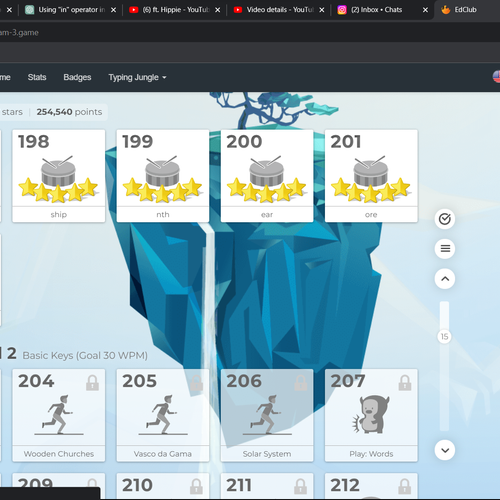 Using "in" operator in
(6) ft. Hippie - YouTu
Video details - YouTu
(2) Inbox • Chats
EdClub
am-3.game
me Stats Badges Typing Jungle
stars 254,540 points
198 199 200 201
ship nth ear ore
15
2 Basic Keys (Goal 30 WPM)
204 205 206 207
Wooden Churches Vasco da Gama Solar System Play: Words
209 210 211 212